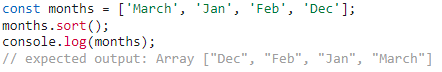 const months = ['March', 'Jan', 'Feb', 'Dec'];
months.sort();
console.log(months);
// expected output: Array ["Dec", "Feb", "Jan", "March"]